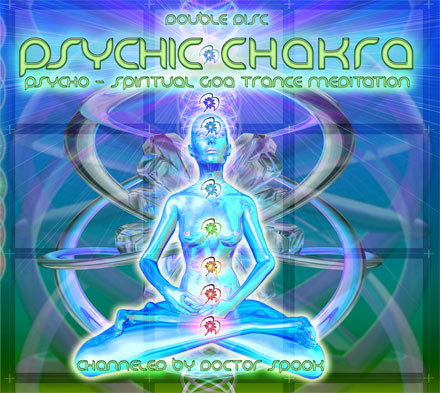 DOUBLE DISC
PSYCHIC CHAKRA
PSYCHO - SPIRITUAL GOA TRANCE MEDITATION
CHANNELED BY DOCTOR SPOOK